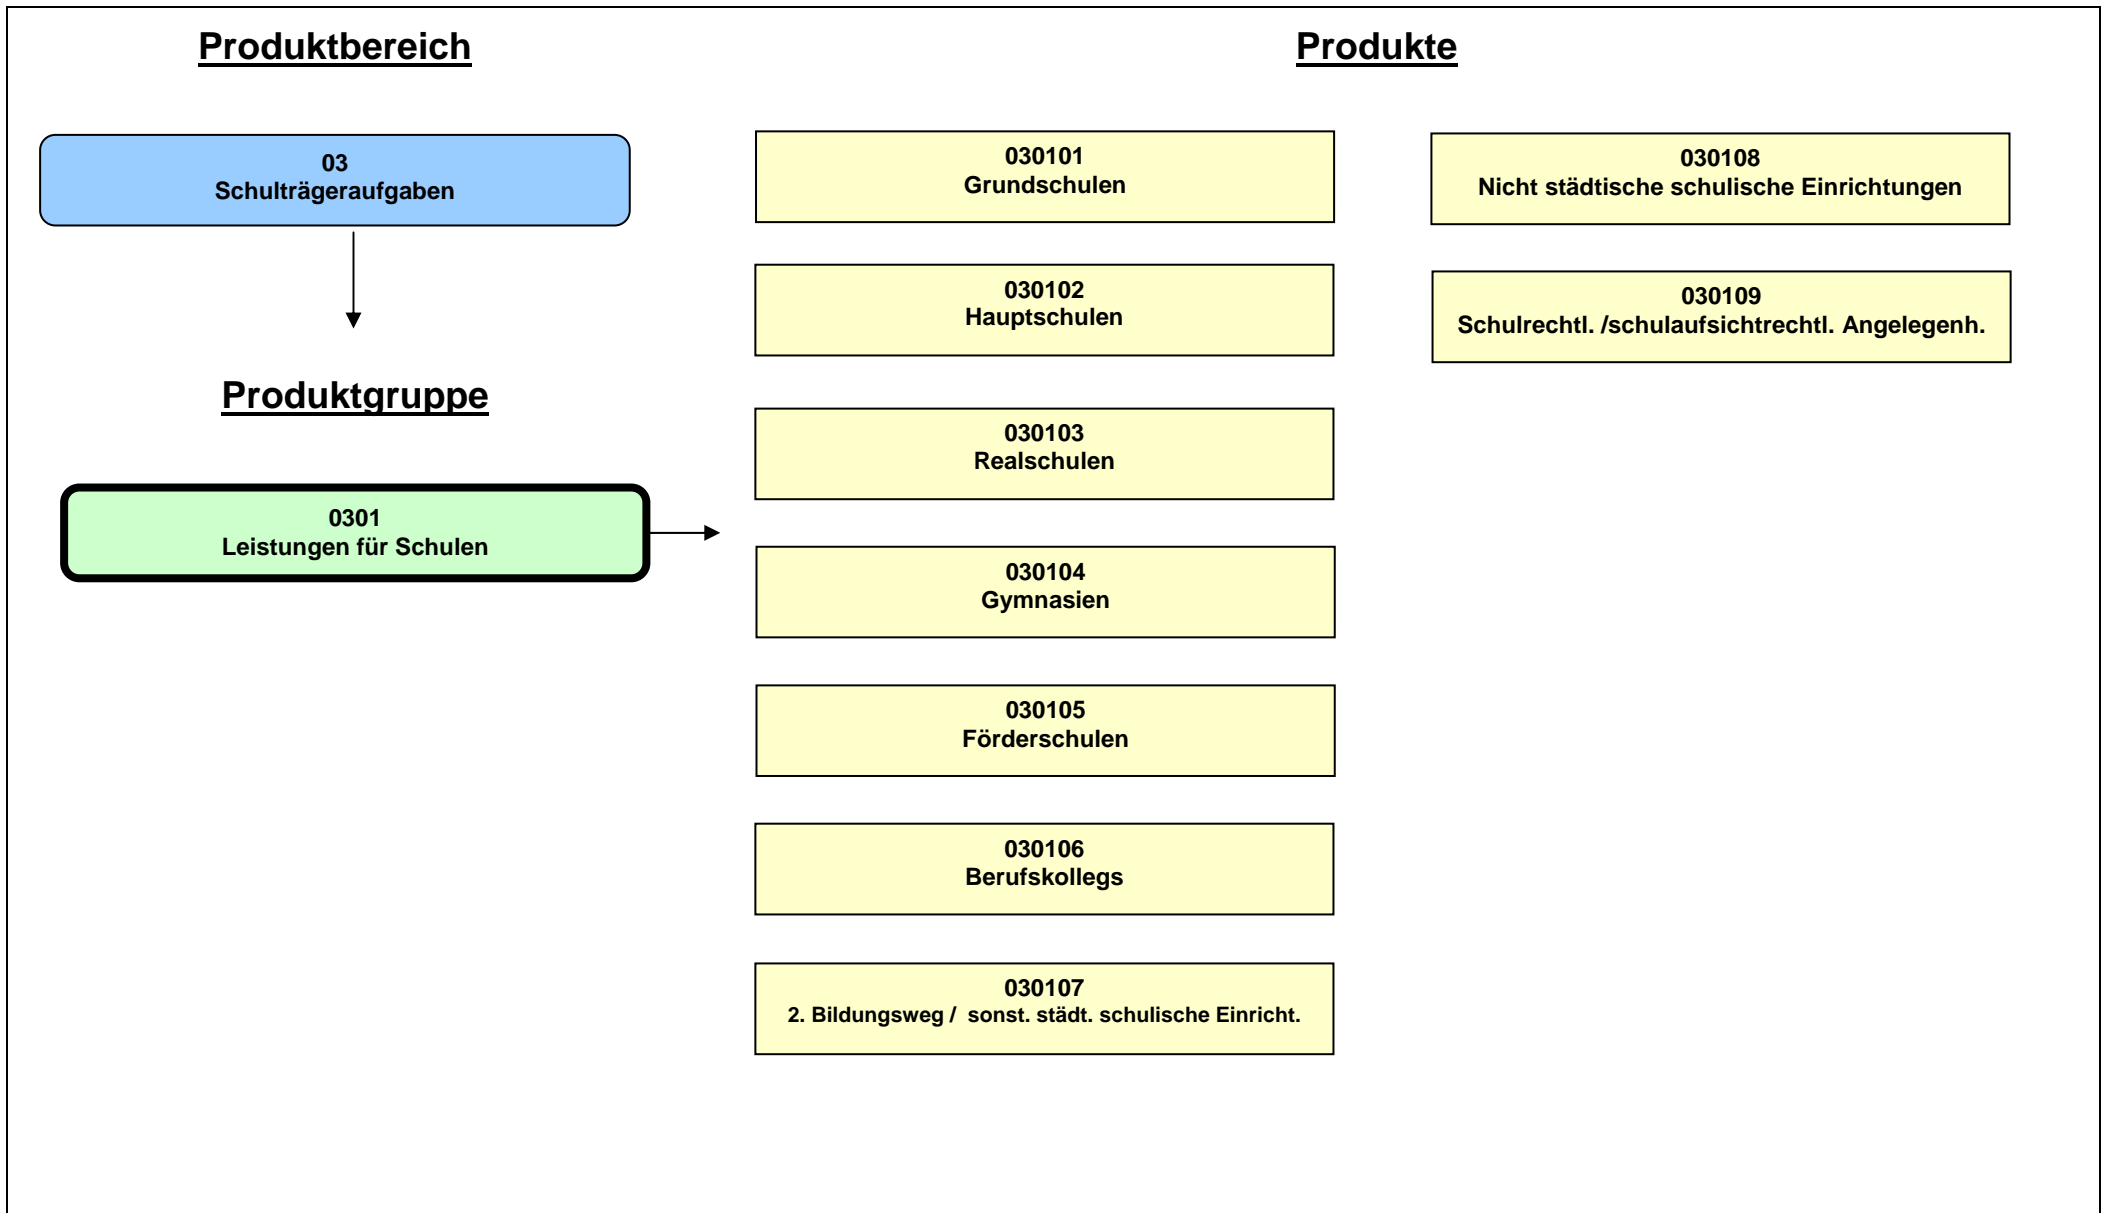 Produktbereich
03
Schulträgeraufgaben
Produktgruppe
0301
Leistungen für Schulen
Produkte
030101
Grundschulen
030102
Hauptschulen
030103
Realschulen
030104
Gymnasien
030105
Förderschulen
030106
Berufskollegs
030107
2. Bildungsweg /  sonst. städt. schulische Einricht.
030108
Nicht städtische schulische Einrichtungen
030109
Schulrechtl. /schulaufsichtrechtl. Angelegenh.